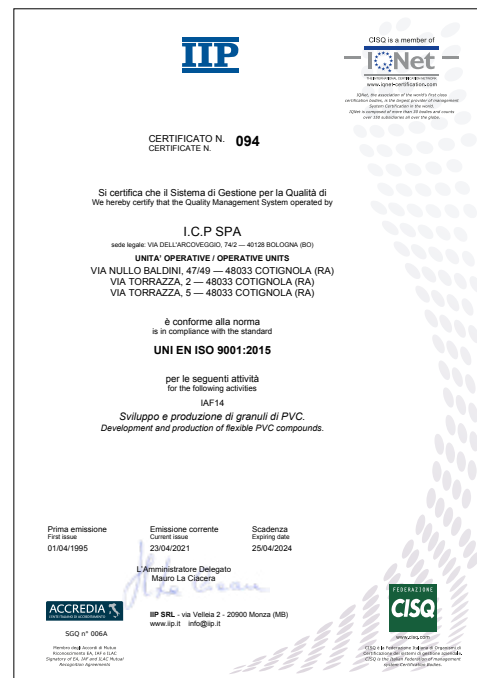 IIP
CISQ is a member of
IQNet
THE INTERNATIONAL CERTIFICATION NETWORK
www.iqnet-certification.com
IQNet, the association of the world's first class
certification bodies, is the largest provider of management
System Certification in the world.
IQNet is composed of more than 30 bodies and counts
over 150 subsidiaries all over the globe.
CERTIFICATO N. 094
CERTIFICATE N.
Si certifica che il Sistema di Gestione per la Qualità di
We hereby certify that the Quality Management System operated by
I.C.P SPA
sede legale: VIA DELL'ARCOVEGGIO, 74/2 — 40128 BOLOGNA (BO)
UNITA' OPERATIVE / OPERATIVE UNITS
VIA NULLO BALDINI, 47/49 — 48033 COTIGNOLA (RA)
VIA TORRAZZA, 2 — 48033 COTIGNOLA (RA)
VIA TORRAZZA, 5 — 48033 COTIGNOLA (RA)
è conforme alla norma
is in compliance with the standard
UNI EN ISO 9001:2015
per le seguenti attività
for the following activities
IAF14
Sviluppo e produzione di granuli di PVC.
Development and production of flexible PVC compounds.
Prima emissione
First issue
01/04/1995
Emissione corrente
Current issue
23/04/2021
Scadenza
Expiring date
25/04/2024
L'Amministratore Delegato
Mauro La Ciacera
ACCREDIA
L'ENTE ITALIANO DI ACCREDITAMENTO
SGQ n° 006A
Membro degli Accordi di Mutuo
Riconoscimento EA, IAF e ILAC
Signatory of EA, IAF and ILAC Mutual
Recognition Agreements.
IIP SRL - via Velleia 2 - 20900 Monza (MB)
www.iip.it info@iip.it
FEDERAZIONE
CISQ
www.cisq.com
CISQ è la Federazione Italiana di Organismi di
Certificazione dei sistemi di gestione aziendale.
CISQ is the Italian Federation of management
system Certification Bodies.